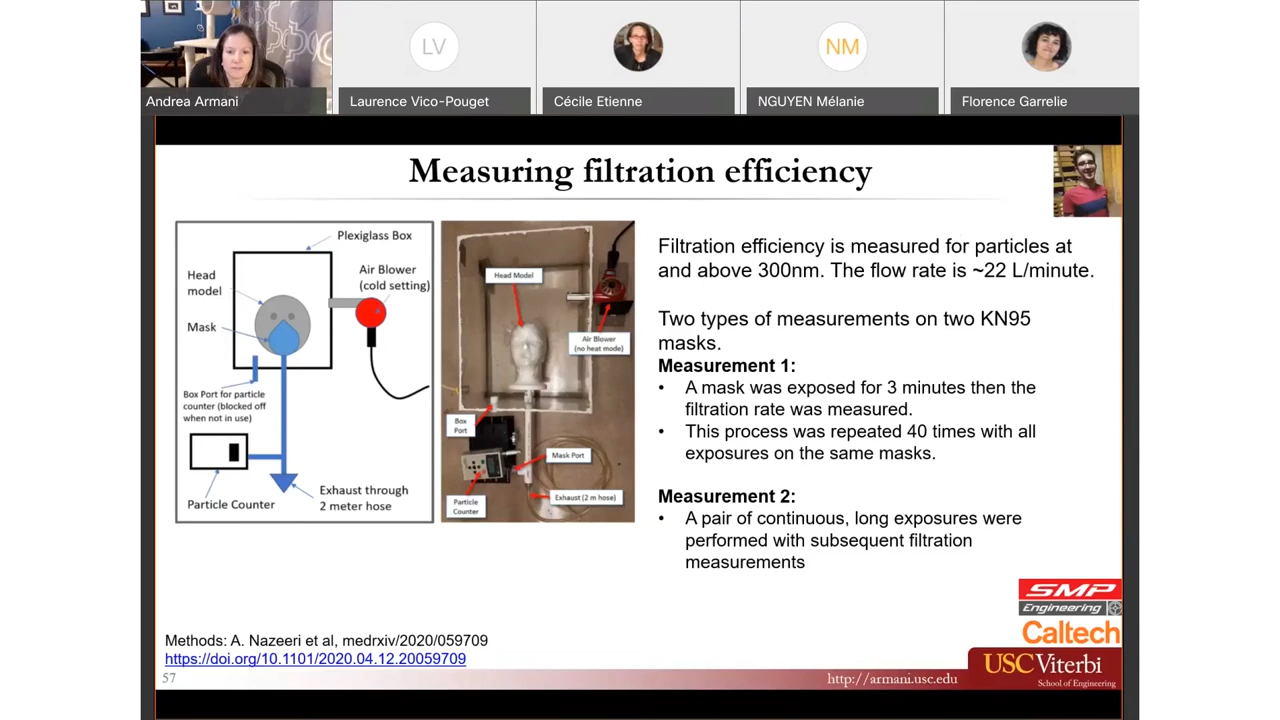 Andrea Armani
LV
Laurence Vico-Pouget
Cécile Etienne
NM
NGUYEN Mélanie
Florence Garrelie
Measuring filtration efficiency
Plexiglass Box
Head
model
Air Blower
(cold setting)
Mask
Box Port for particle
counter (blocked off
when not in use)
Particle Counter
Exhaust through
2 meter hose
Head Model
Air Blower
(no heat mode)
Box
Port
Mask Port
Particle
Counter
Exhaust (2 m hose)
Filtration efficiency is measured for particles at
and above 300nm. The flow rate is ~22 L/minute.
Two types of measurements on two KN95
masks.
Measurement 1:
• A mask was exposed for 3 minutes then the
filtration rate was measured.
• This process was repeated 40 times with all
exposures on the same masks.
Measurement 2:
• A pair of continuous, long exposures were
performed with subsequent filtration
measurements
SMP
Engineering
Caltech
USC Viterbi
School of Engineering
Methods: A. Nazeeri et al, medrxiv/2020/059709
https://doi.org/10.1101/2020.04.12.20059709
57
http://armani.usc.edu